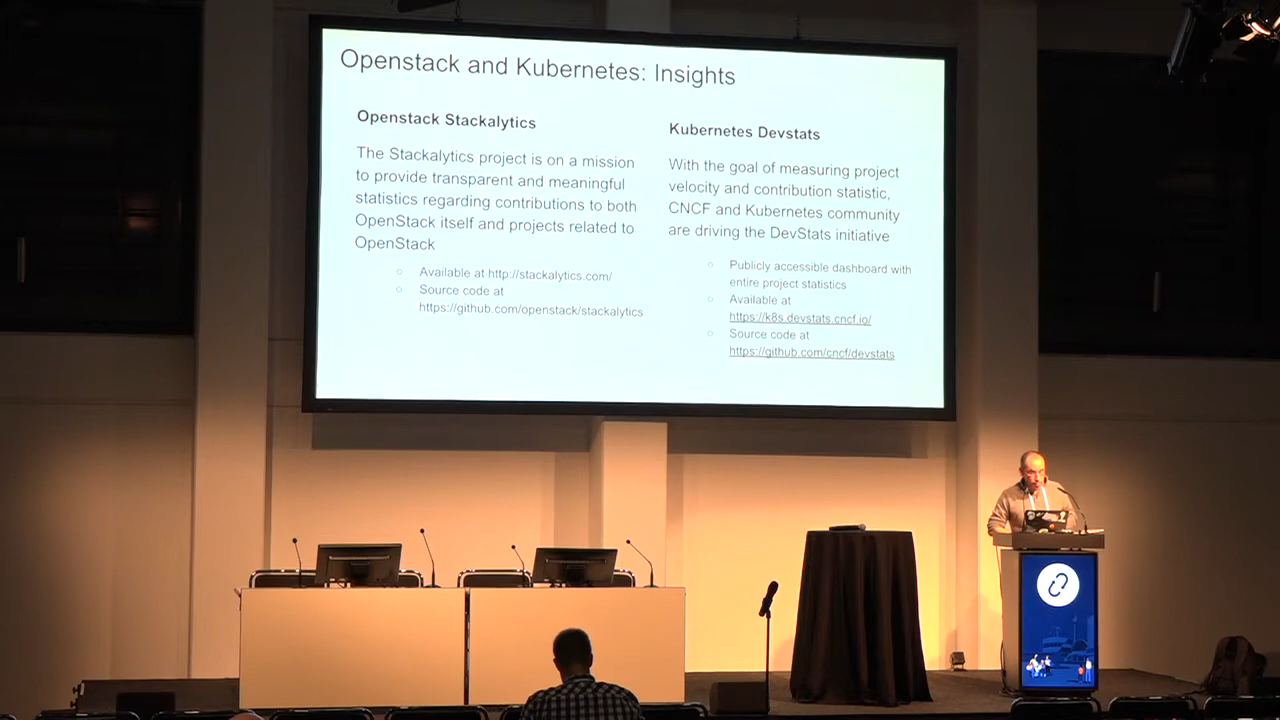 Openstack and Kubernetes: Insights
Openstack Stackalytics
The Stackalytics project is on a mission
to provide transparent and meaningful
statistics regarding contributions to both
OpenStack itself and projects related to
OpenStack
Available at http://stackalytics.com/
Source code at
https://github.com/openstack/stackalytics
Kubernetes Devstats
With the goal of measuring project
velocity and contribution statistic,
CNCF and Kubernetes community
are driving the DevStats initiative
Publicly accessible dashboard with
entire project statistics
Available at
https://k8s.devstats.cncf.io/
Source code at
https://github.com/cncf/devstats